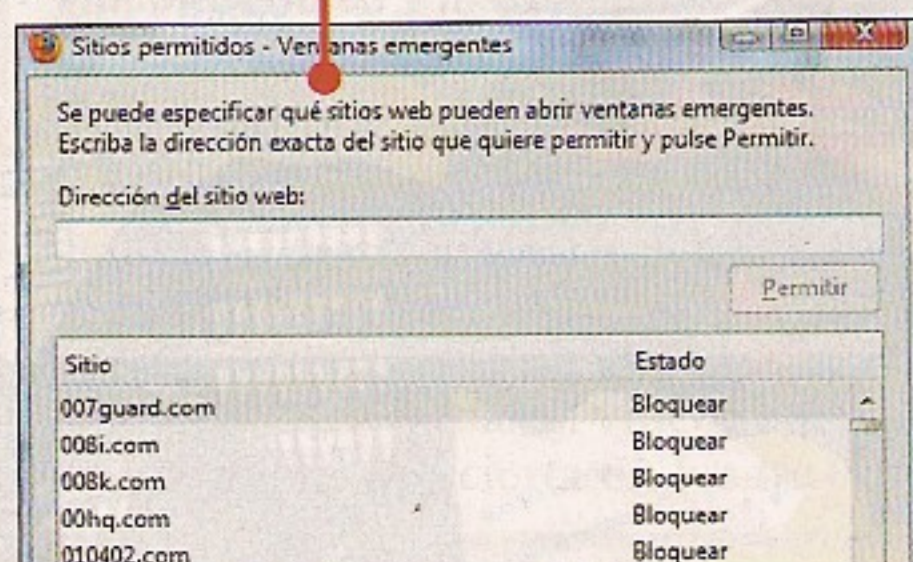 Sitios permitidos - Ventanas emergentes
Se puede especificar qué sitios web pueden abrir ventanas emergentes.
Escriba la dirección exacta del sitio que quiere permitir y pulse Permitir.
Dirección del sitio web:
Permitir
Sitio Estado
007guard.com Bloquear
008i.com Bloquear
008k.com Bloquear
00hq.com Bloquear
010402.com Bloquear